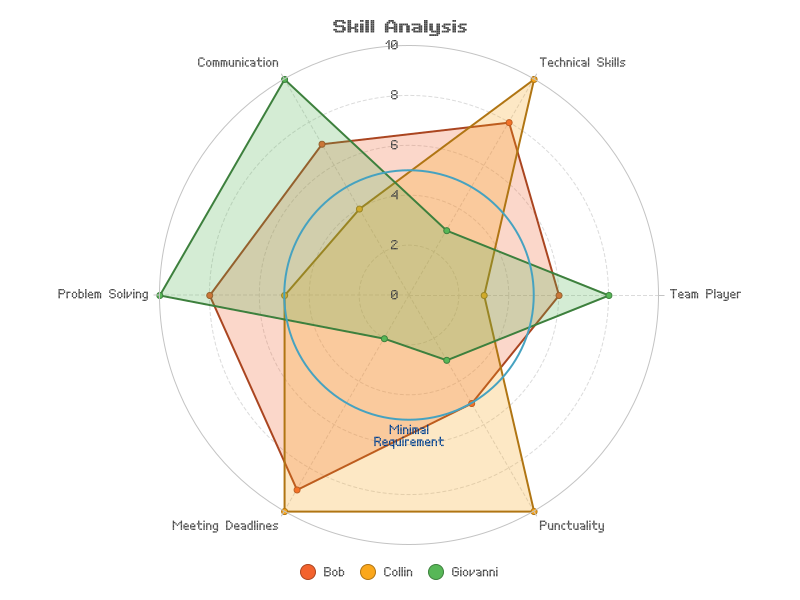 Skill Analysis
10
Communication
Technical Skills
8
6
4
2
Problem Solving
0
Team Player
Minimal
Requirement
Meeting Deadlines
Punctuality
Bob
Collin
Giovanni